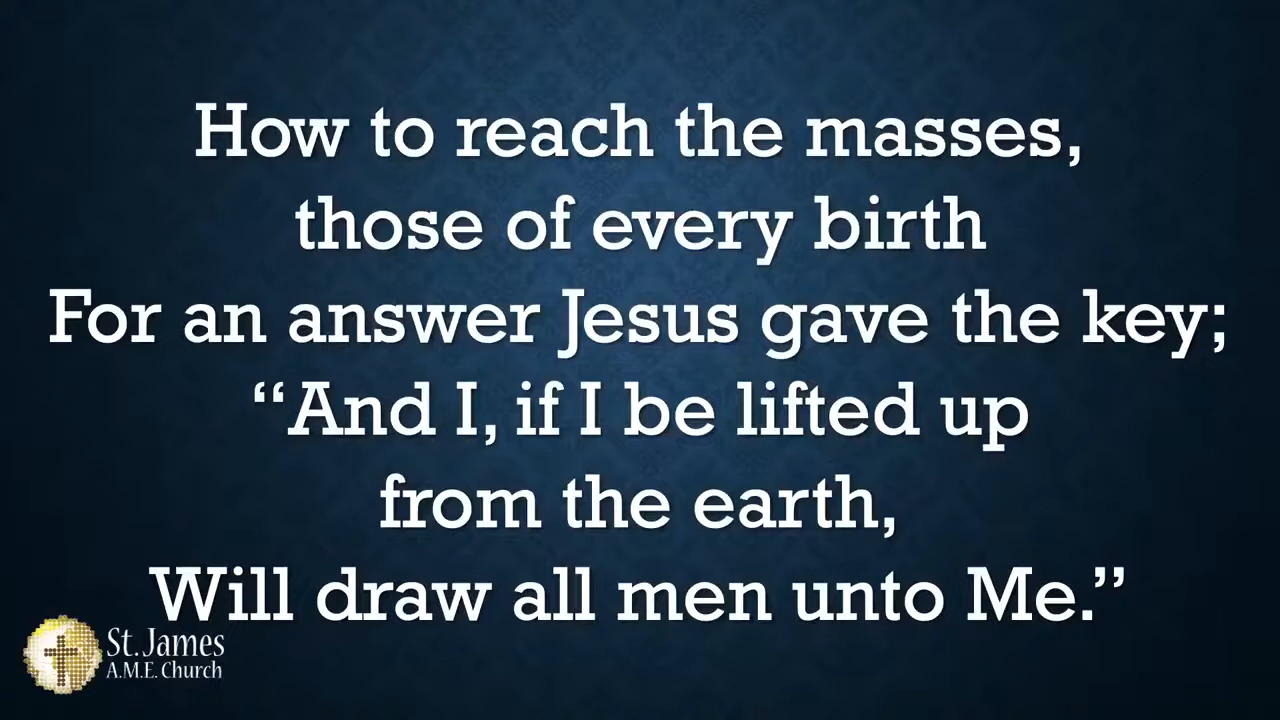 How to reach the masses,
those of every birth
For an answer Jesus gave the key;
“And I, if I be lifted up
from the earth,
Will draw all men unto Me.”
St. James
A.M.E. Church